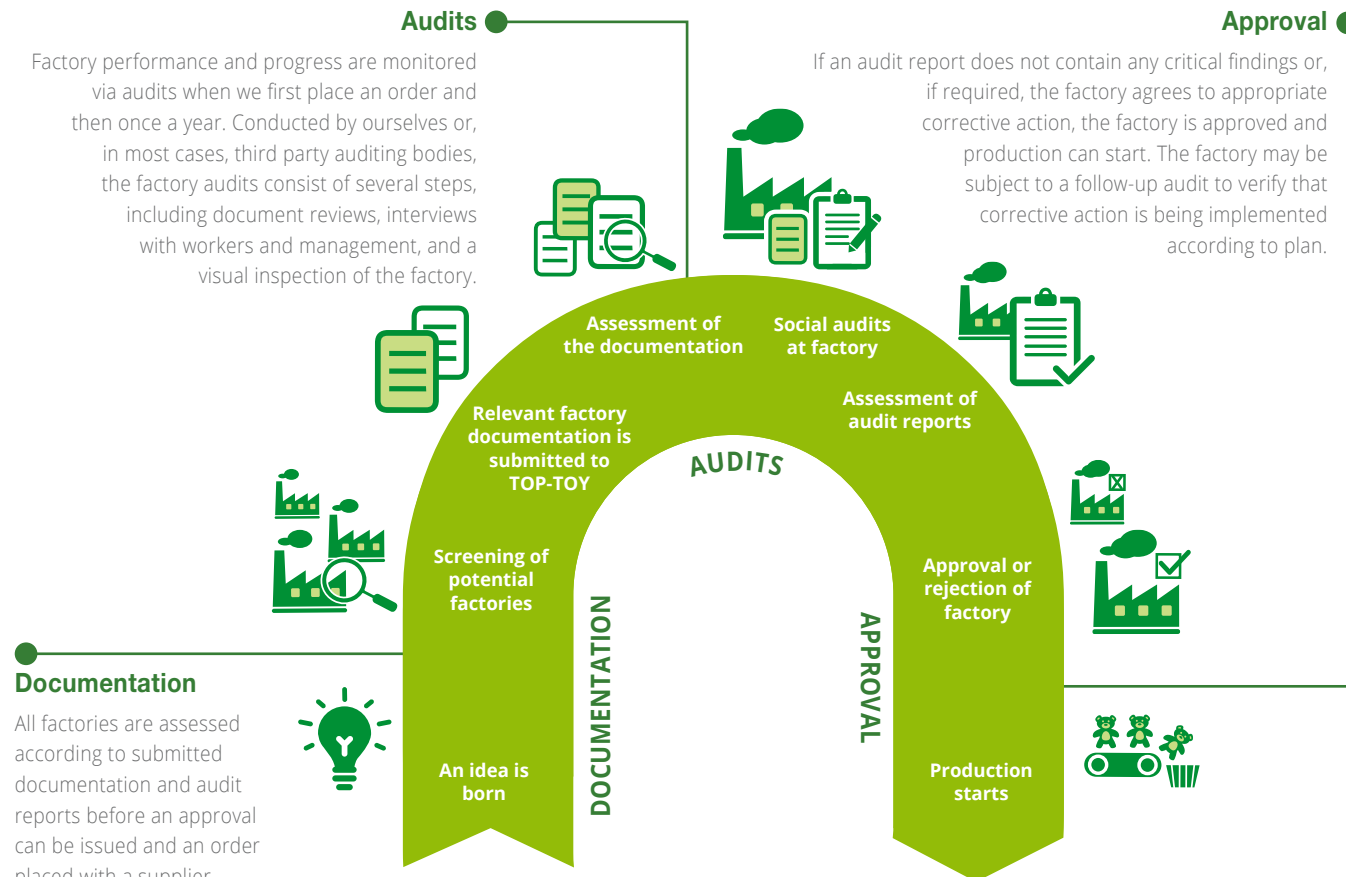 Audits
Factory performance and progress are monitored
via audits when we first place an order and
then once a year. Conducted by ourselves or,
in most cases, third party auditing bodies,
the factory audits consist of several steps,
including document reviews, interviews
with workers and management, and a
visual inspection of the factory.
Approval
If an audit report does not contain any critical findings or,
if required, the factory agrees to appropriate
corrective action, the factory is approved and
production can start. The factory may be
subject to a follow-up audit to verify that
corrective action is being implemented
according to plan.
Documentation
All factories are assessed
according to submitted
documentation and audit
reports before an approval
can be issued and an order
placed with a supplier
An idea is
born
Screening of
potential
factories
Relevant factory
documentation is
submitted to
TOP-TOY
Assessment of
the documentation
Social audits
at factory
Assessment of
audit reports
Approval or
rejection of
factory
Production
starts
DOCUMENTATION
AUDITS
APPROVAL